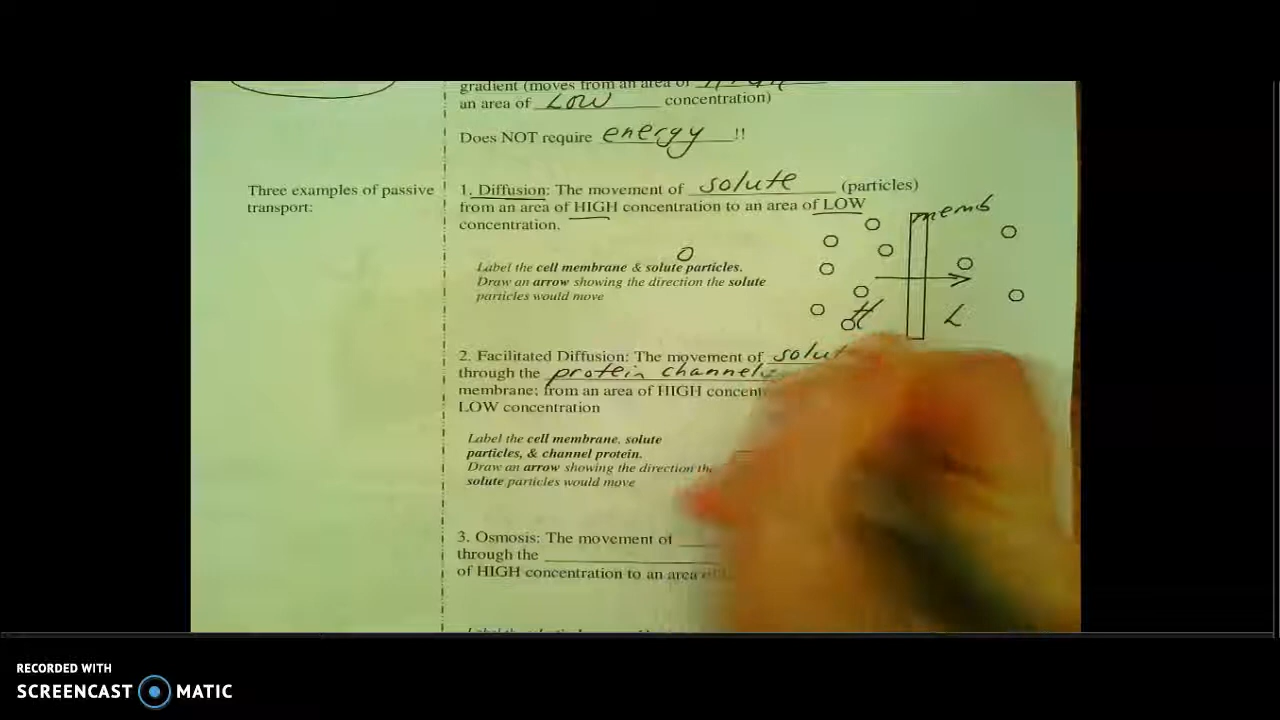 gradient (moves from an area of
an area of LOW concentration)
Does NOT require energy !!
Three examples of passive
transport:
1. Diffusion: The movement of solute (particles)
from an area of HIGH concentration to an area of LOW
concentration.
memb
Label the cell membrane & solute particles.
Draw an arrow showing the direction the solute
particles would move
H
L
2. Facilitated Diffusion: The movement of solut
through the protein channels
membrane; from an area of HIGH concent
LOW concentration
Label the cell membrane, solute
particles, & channel protein.
Draw an arrow showing the direction the
solute particles would move
3. Osmosis: The movement of
through the
of HIGH concentration to an area of
RECORDED WITH
SCREENCAST MATIC